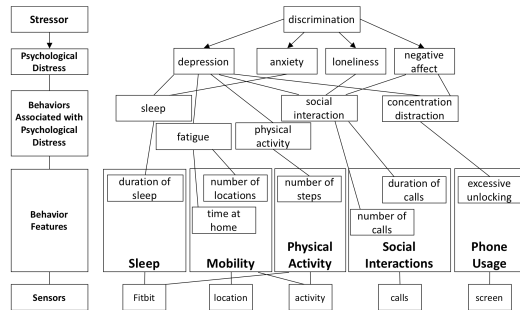 Stressor
discrimination
Psychological
Distress
depression
anxiety
loneliness
negative
affect
Behaviors
Associated with
Psychological
Distress
sleep
social
interaction
concentration
distraction
fatigue
physical
activity
Behavior
Features
duration of
sleep
number of
locations
time at
home
number of
steps
duration of
calls
number of
calls
excessive
unlocking
Sleep
Mobility
Physical
Activity
Social
Interactions
Phone
Usage
Sensors
Fitbit
location
activity
calls
screen